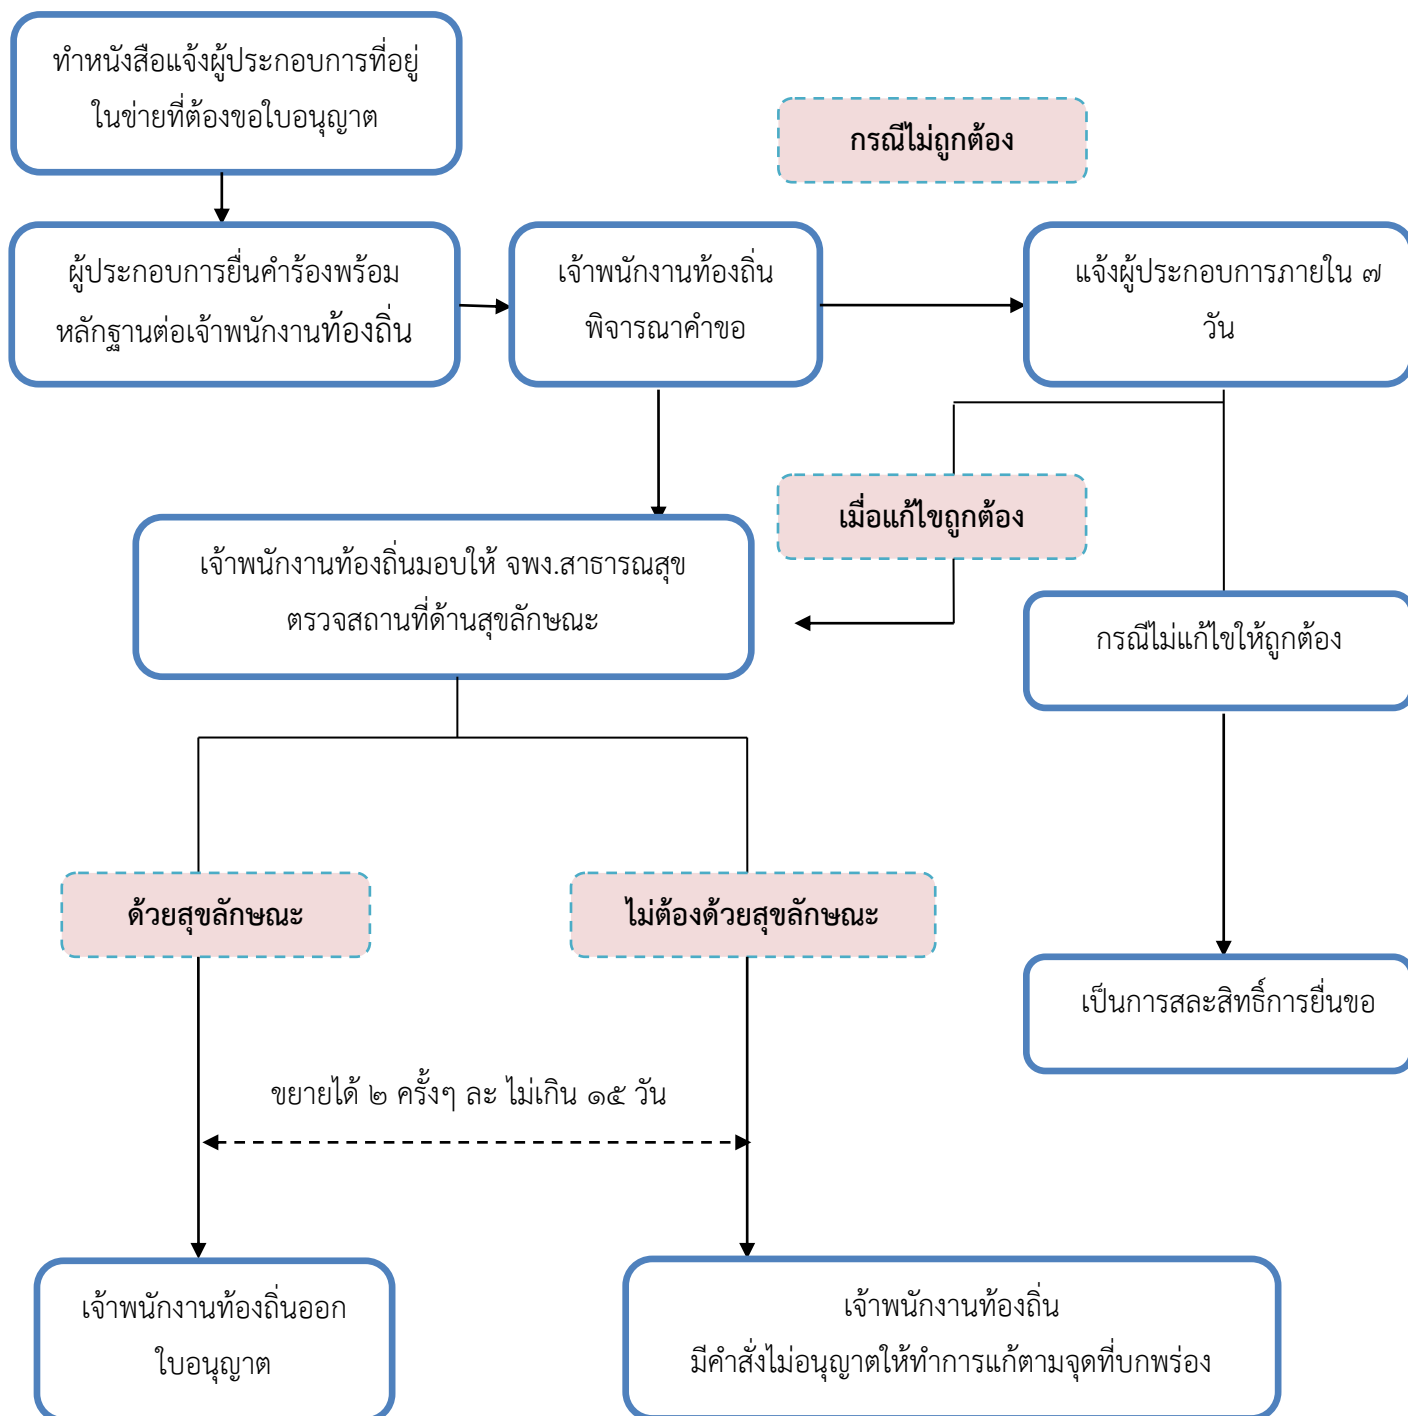 ทำหนังสือแจ้งผู้ประกอบการที่อยู่
ในข่ายที่ต้องขอใบอนุญาต
กรณีไม่ถูกต้อง
ผู้ประกอบการยื่นคำร้องพร้อม
หลักฐานต่อเจ้าพนักงานท้องถิ่น
เจ้าพนักงานท้องถิ่น
พิจารณาคำขอ
แจ้งผู้ประกอบการภายใน ๗
วัน
เมื่อแก้ไขถูกต้อง
เจ้าพนักงานท้องถิ่นมอบให้ จพง.สาธารณสุข
ตรวจสถานที่ด้านสุขลักษณะ
กรณีไม่แก้ไขให้ถูกต้อง
ด้วยสุขลักษณะ
ไม่ต้องด้วยสุขลักษณะ
เป็นการสละสิทธิ์การยื่นขอ
ขยายได้ ๒ ครั้งๆ ละ ไม่เกิน ๑๕ วัน
เจ้าพนักงานท้องถิ่นออก
ใบอนุญาต
เจ้าพนักงานท้องถิ่น
มีคำสั่งไม่อนุญาตให้ทำการแก้ตามจุดที่บกพร่อง